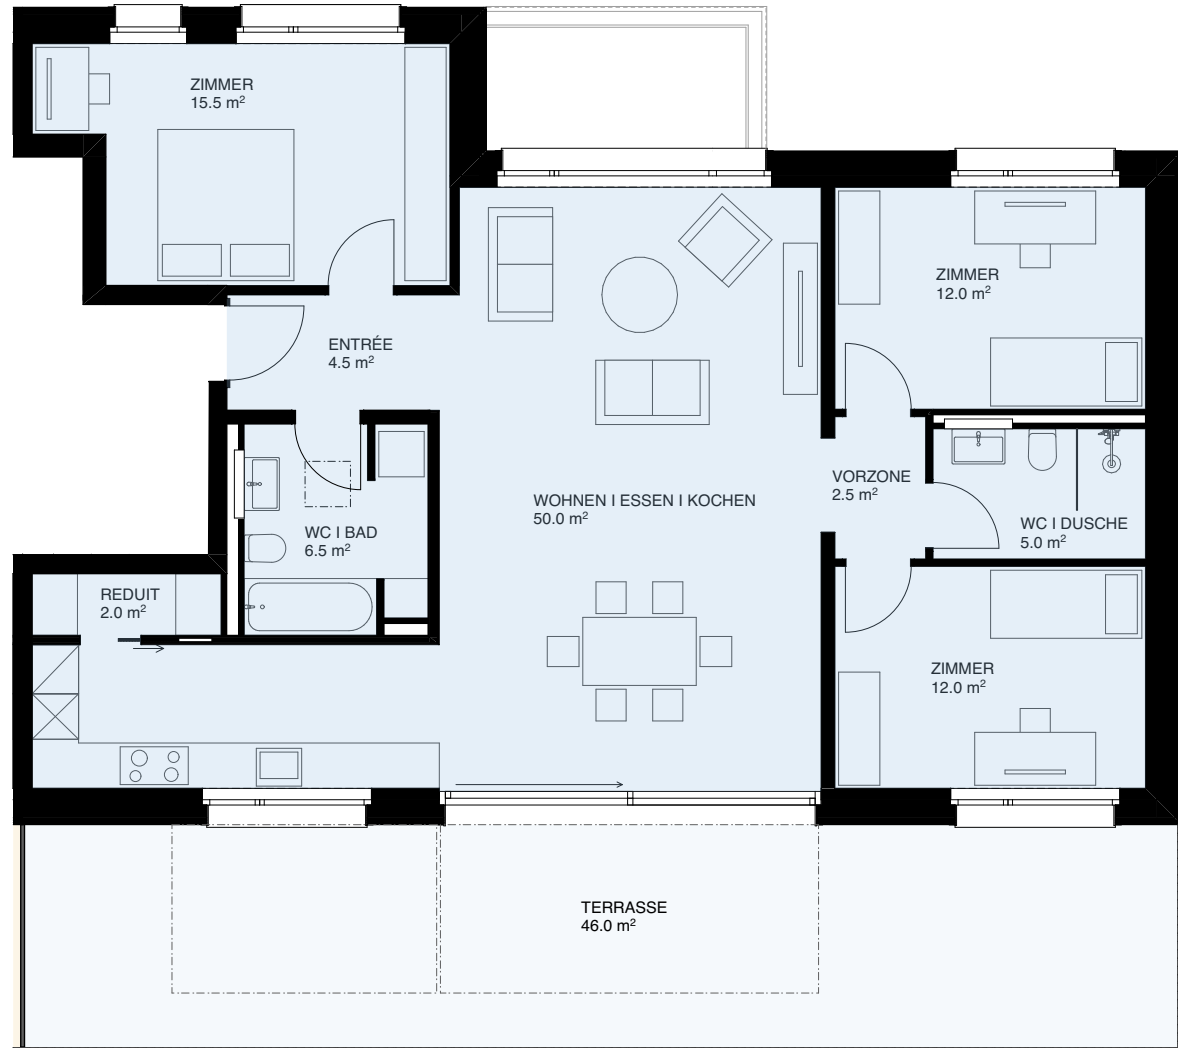 ZIMMER
15.5 m²
ZIMMER
12.0 m²
ENTRÉE
4.5 m²
WOHNEN I ESSEN I KOCHEN
50.0 m²
VORZONE
2.5 m²
WC I DUSCHE
5.0 m²
WC I BAD
6.5 m²
REDUIT
2.0 m²
ZIMMER
12.0 m²
TERRASSE
46.0 m²